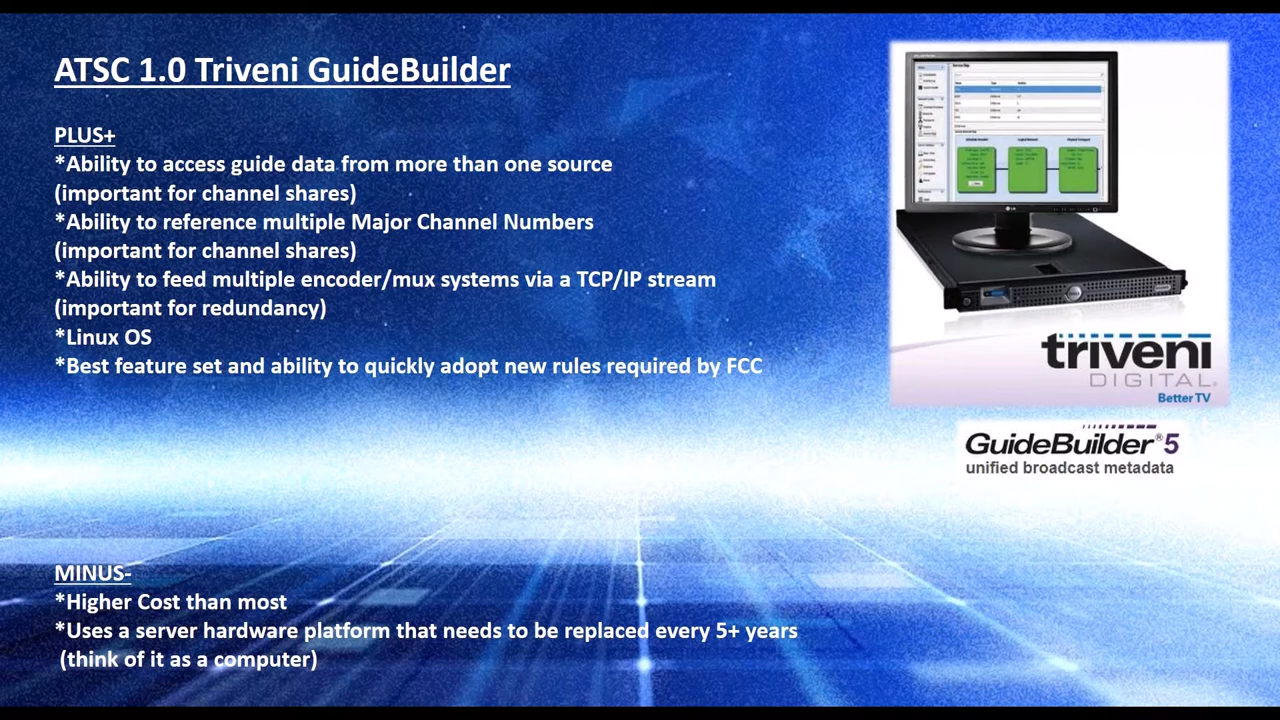 ATSC 1.0 Triveni GuideBuilder
PLUS+
*Ability to access guide data from more than one source
(important for channel shares)
*Ability to reference multiple Major Channel Numbers
(important for channel shares)
*Ability to feed multiple encoder/mux systems via a TCP/IP stream
(important for redundancy)
*Linux OS
*Best feature set and ability to quickly adopt new rules required by FCC
triveni
DIGITAL®
Better TV
GuideBuilder®5
unified broadcast metadata
MINUS-
*Higher Cost than most
*Uses a server hardware platform that needs to be replaced every 5+ years
(think of it as a computer)